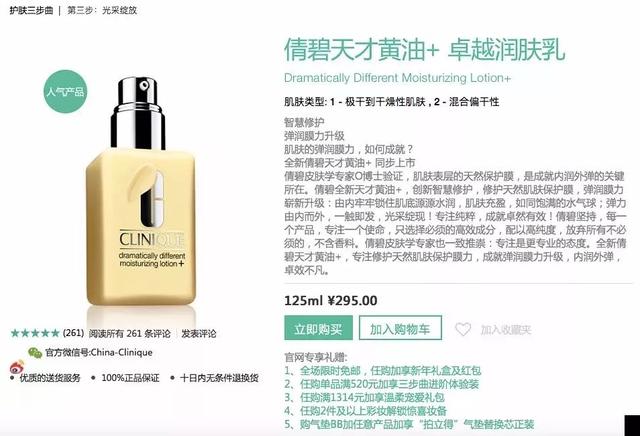 护肤三步曲 | 第三步：光采绽放
人气产品
CLINIQUE
dramatically different
moisturizing lotion+
★★★★★ (261) 阅读所有 261 条评论 | 发表评论
官方微信号:China-Clinique
• 优质的送货服务 • 100%正品保证 • 十日内无条件退换货
倩碧天才黄油+ 卓越润肤乳
Dramatically Different Moisturizing Lotion+
肌肤类型: 1 - 极干到干燥性肌肤 , 2 - 混合偏干性
智慧修护
弹润膜力升级
肌肤的弹润膜力，如何成就？
全新倩碧天才黄油+ 同步上市
倩碧皮肤学专家O博士验证，肌肤表层的天然保护膜，是成就内润外弹的关键
所在。倩碧全新天才黄油+，创新智慧修护，修护天然肌肤保护膜，弹润膜力
崭新升级：由内牢牢锁住肌底源源水润，肌肤充盈，如同饱满的水气球；弹力
由内而外，一触即发，光采绽现！专注纯粹，成就卓然有效！倩碧坚持，每一
个产品，专注一个使命，只选择必须的高效成分，配以高纯度，放弃所有不必
须的，不含香料。倩碧皮肤学专家也一致推崇：专注是更专业的态度。全新倩
碧天才黄油+，专注修护天然肌肤保护膜力，成就弹润膜力升级，内润外弹，
卓效不凡。
125ml ¥295.00
立即购买
加入购物车
加入收藏夹
官网专享礼赠:
1、全场限时免邮，任购加享新年礼盒及红包
2、任购单品满520元加享三步曲进阶体验装
3、任购满1314元加享温柔宠爱礼包
4、任购2件及以上彩妆解锁惊喜妆备
5、购气垫BB加任意产品加享"拍立得"气垫替换芯正装